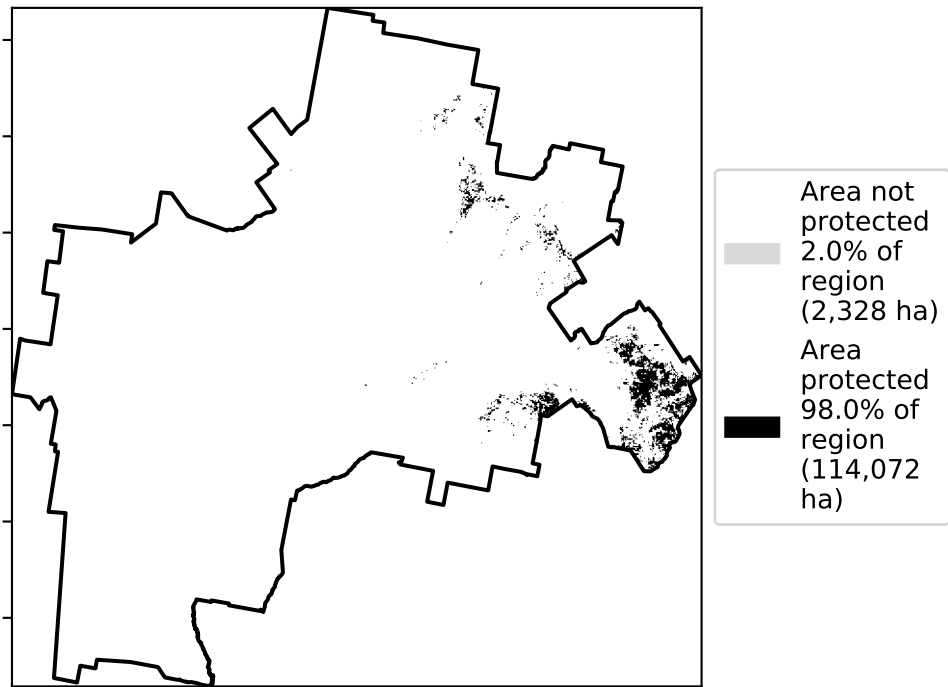 Area not
protected
2.0% of
region
(2,328 ha)
Area
protected
98.0% of
region
(114,072
ha)